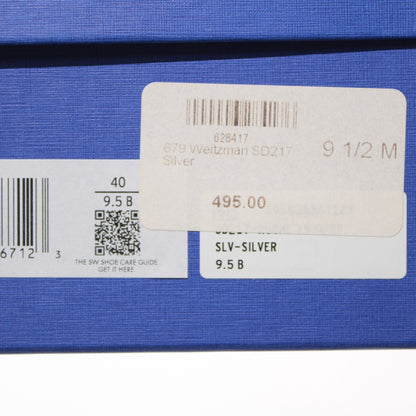 628417
679 Weitzman SD217
Silver
9 1/2 M
495.00
40
9.5 B
6712 3
THE SW SHOE CARE GUIDE.
GET IT HERE
SLV-SILVER
9.5 B